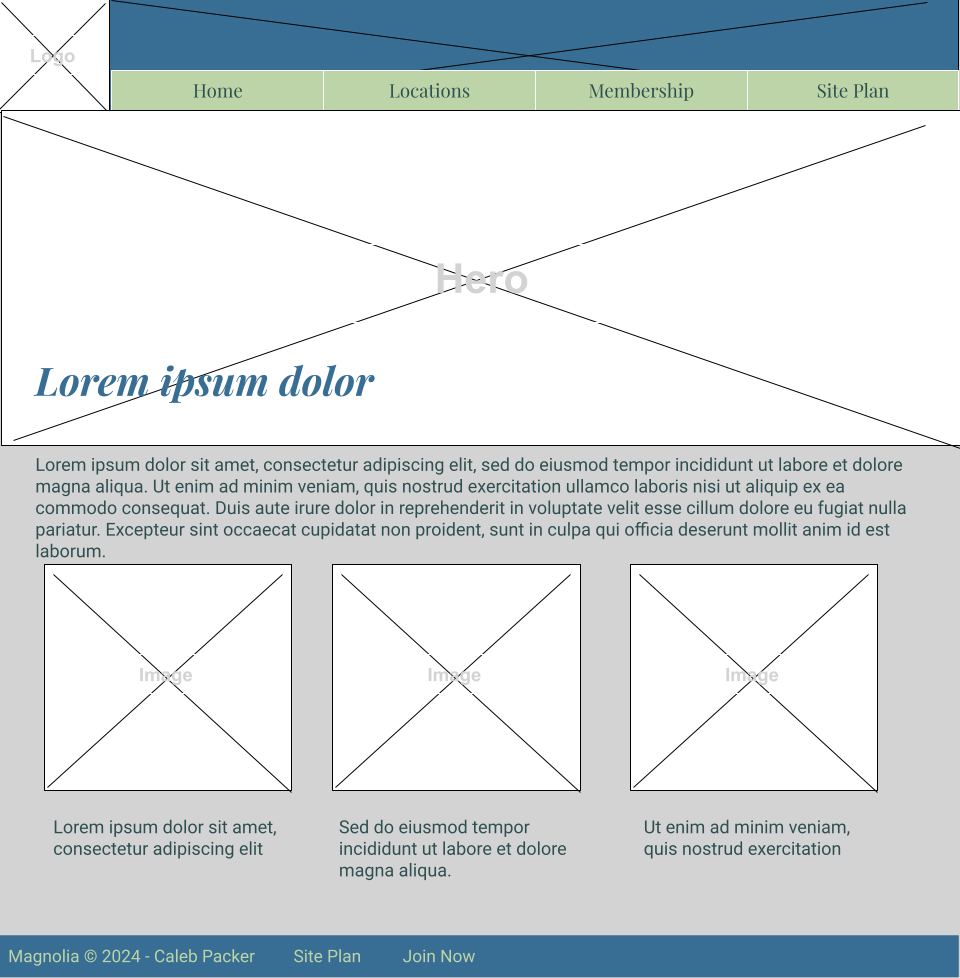 Logo
Home
Locations
Membership
Site Plan
Hero
Lorem ipsum dolor
Lorem ipsum dolor sit amet, consectetur adipiscing elit, sed do eiusmod tempor incididunt ut labore et dolore
magna aliqua. Ut enim ad minim veniam, quis nostrud exercitation ullamco laboris nisi ut aliquip ex ea
commodo consequat. Duis aute irure dolor in reprehenderit in voluptate velit esse cillum dolore eu fugiat nulla
pariatur. Excepteur sint occaecat cupidatat non proident, sunt in culpa qui officia deserunt mollit anim id est
laborum.
Image
Image
Image
Lorem ipsum dolor sit amet,
consectetur adipiscing elit
Sed do eiusmod tempor
incididunt ut labore et dolore
magna aliqua.
Ut enim ad minim veniam,
quis nostrud exercitation
Magnolia © 2024 - Caleb Packer
Site Plan
Join Now